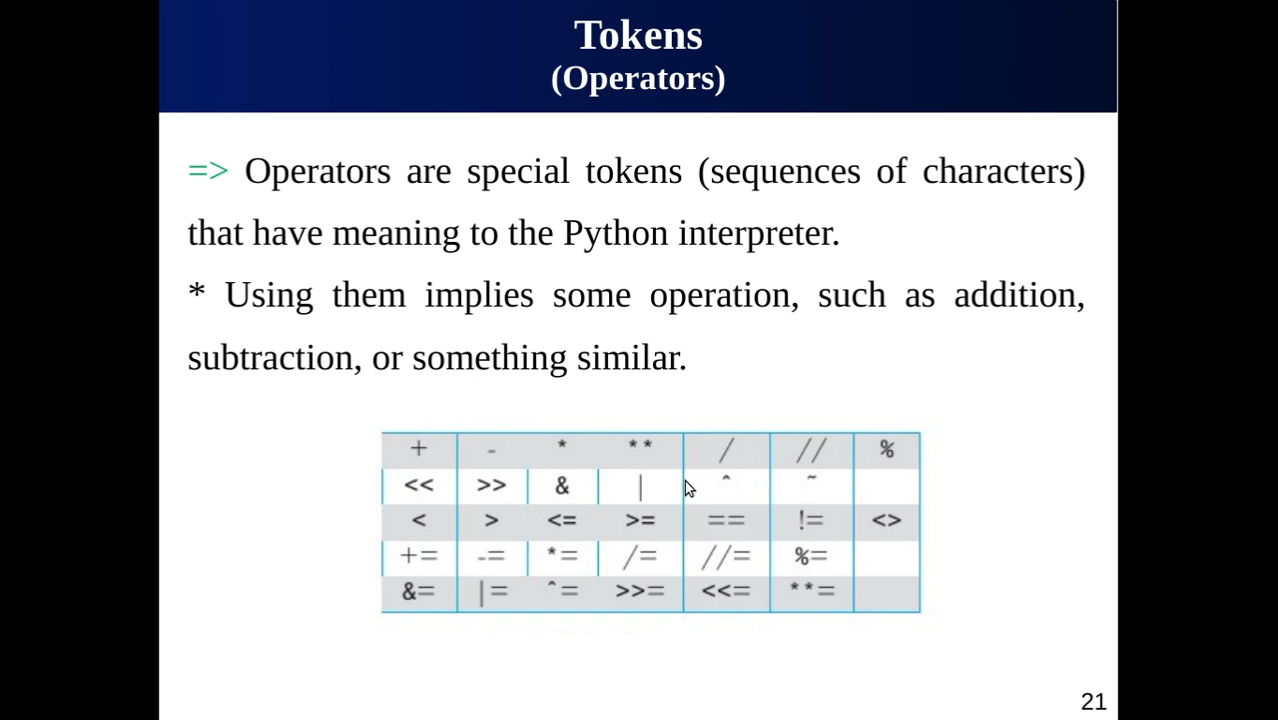 Tokens
(Operators)
=> Operators are special tokens (sequences of characters)
that have meaning to the Python interpreter.
* Using them implies some operation, such as addition,
subtraction, or something similar.
+ - * ** / // %
<< >> & | ^ ~
< > <= >= == != <>
+= -= *= /= //= %=
&= |= ^= >>= <<= **=
21